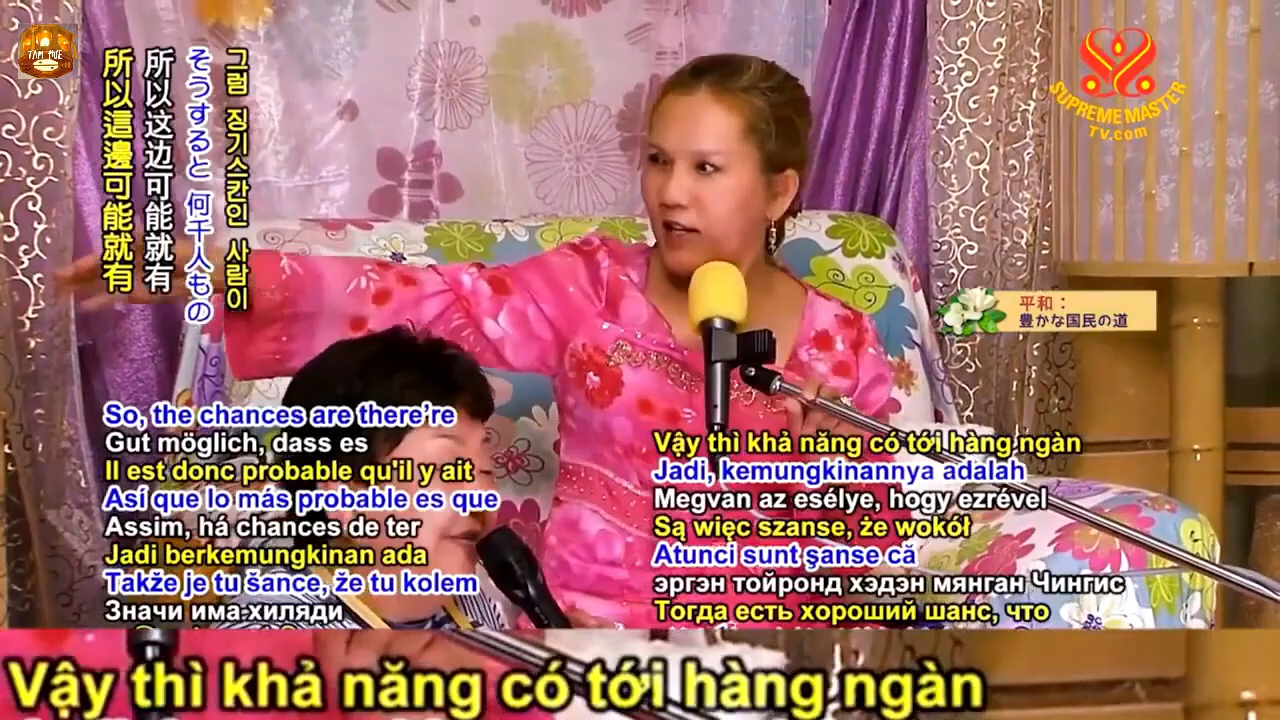 TÂM THỨC
SUPREME MASTER
TV.com
그럼 징기스칸인 사람이
そうすると 何千人もの
所以这边可能就有
所以這邊可能就有
平和：
豊かな国民の道
So, the chances are there’re
Gut möglich, dass es
Il est donc probable qu'il y ait
Así que lo más probable es que
Assim, há chances de ter
Jadi berkemungkinan ada
Takže je tu šance, že tu kolem
Значи има хиляди
Vậy thì khả năng có tới hàng ngàn
Jadi, kemungkinannya adalah
Megvan az esélye, hogy ezrével
Są więc szanse, że wokół
Atunci sunt şanse că
эргэн тойронд хэдэн мянган Чингис
Тогда есть хороший шанс, что
Vậy thì khả năng có tới hàng ngàn